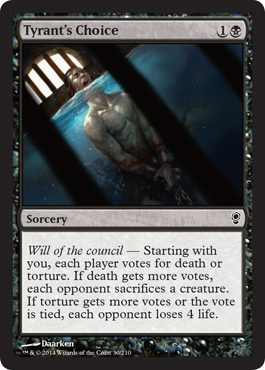 Tyrant's Choice 1
Sorcery
Will of the council — Starting with
you, each player votes for death or
torture. If death gets more votes,
each opponent sacrifices a creature.
If torture gets more votes or the vote
is tied, each opponent loses 4 life.
Daarken
™ & © 2014 Wizards of the Coast 30/210